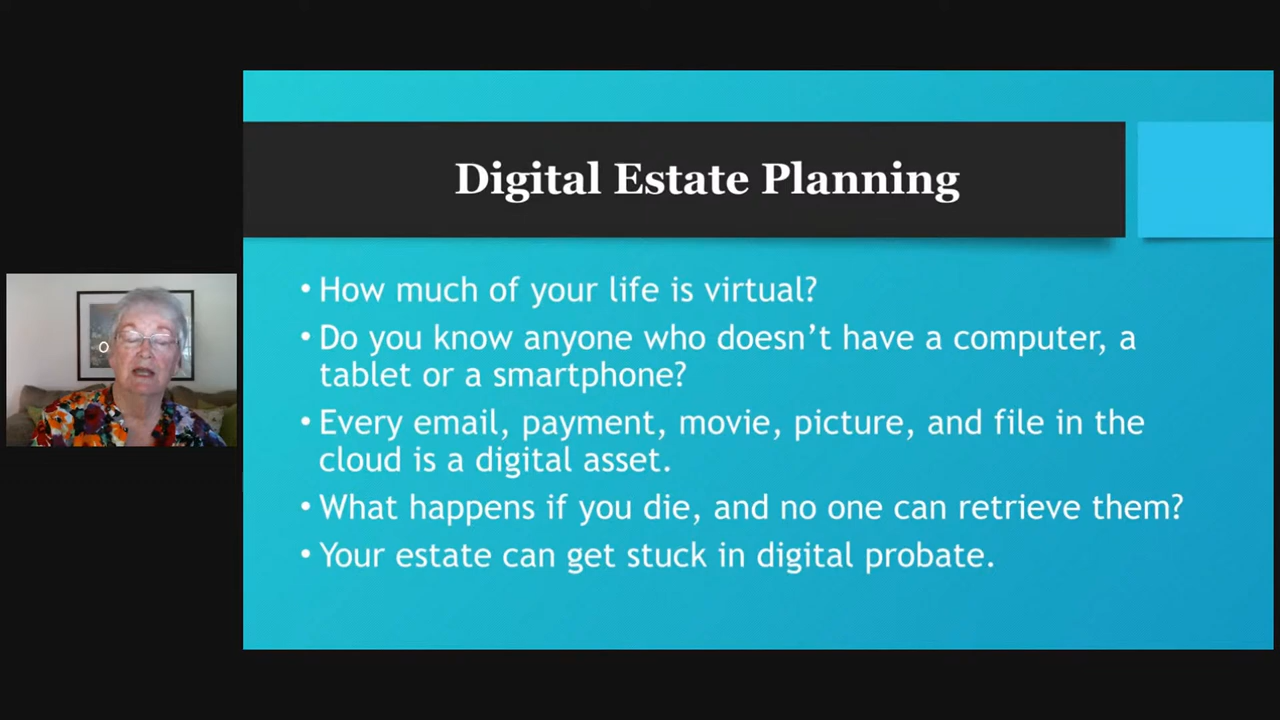 Digital Estate Planning
• How much of your life is virtual?
• Do you know anyone who doesn’t have a computer, a
tablet or a smartphone?
• Every email, payment, movie, picture, and file in the
cloud is a digital asset.
• What happens if you die, and no one can retrieve them?
• Your estate can get stuck in digital probate.